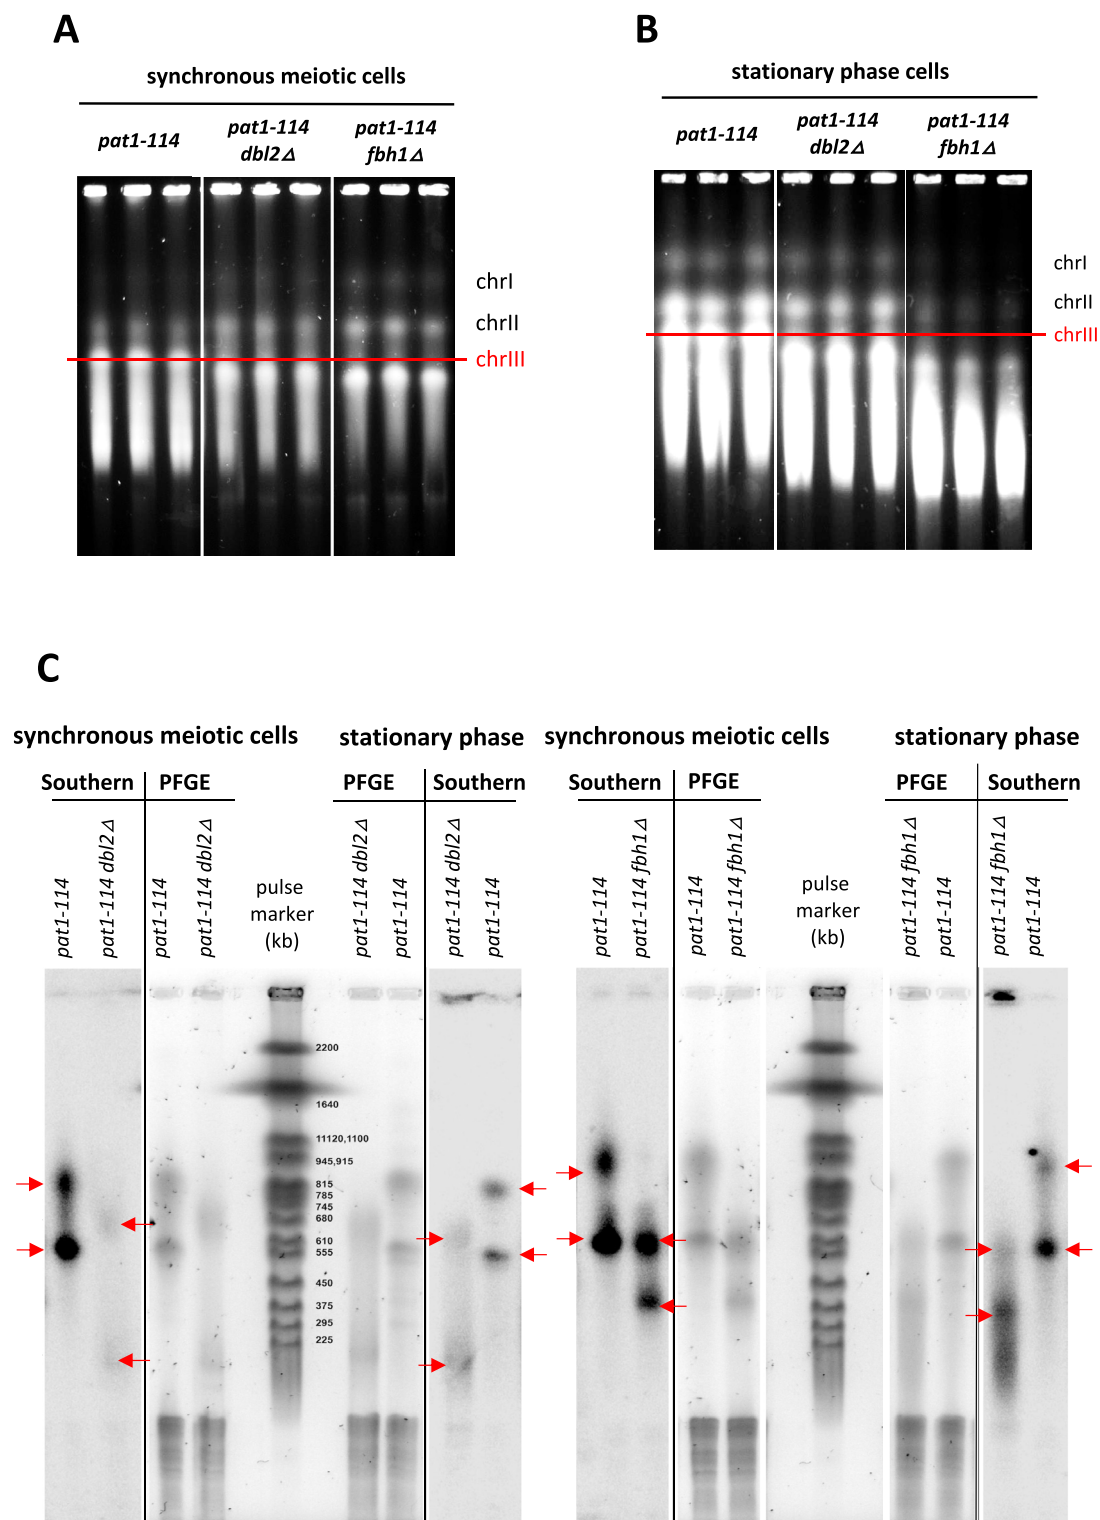 A
synchronous meiotic cells
pat1-114
pat1-114
dbl2Δ
pat1-114
fbh1Δ
chrI
chrII
chrIII
B
stationary phase cells
pat1-114
pat1-114
dbl2Δ
pat1-114
fbh1Δ
chrI
chrII
chrIII
C
synchronous meiotic cells
stationary phase
synchronous meiotic cells
stationary phase
Southern
PFGE
PFGE
Southern
Southern
PFGE
PFGE
Southern
pat1-114
pat1-114 dbl2Δ
pat1-114
pat1-114 dbl2Δ
pulse
marker
(kb)
pat1-114 dbl2Δ
pat1-114
pat1-114 dbl2Δ
pat1-114
pat1-114
pat1-114 fbh1Δ
pat1-114
pat1-114 fbh1Δ
pulse
marker
(kb)
pat1-114 fbh1Δ
pat1-114
pat1-114 fbh1Δ
pat1-114
2200
1640
11120,1100
945,915
815
785
745
680
610
555
450
375
295
225